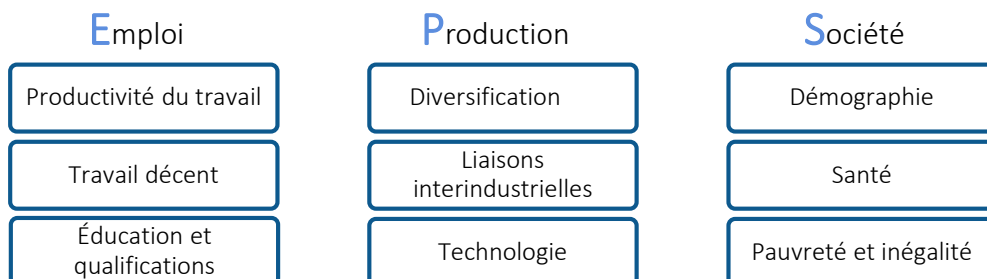 Emploi
Productivité du travail
Travail décent
Éducation et
qualifications
Production
Diversification
Liaisons
interindustrielles
Technologie
Société
Démographie
Santé
Pauvreté et inégalité